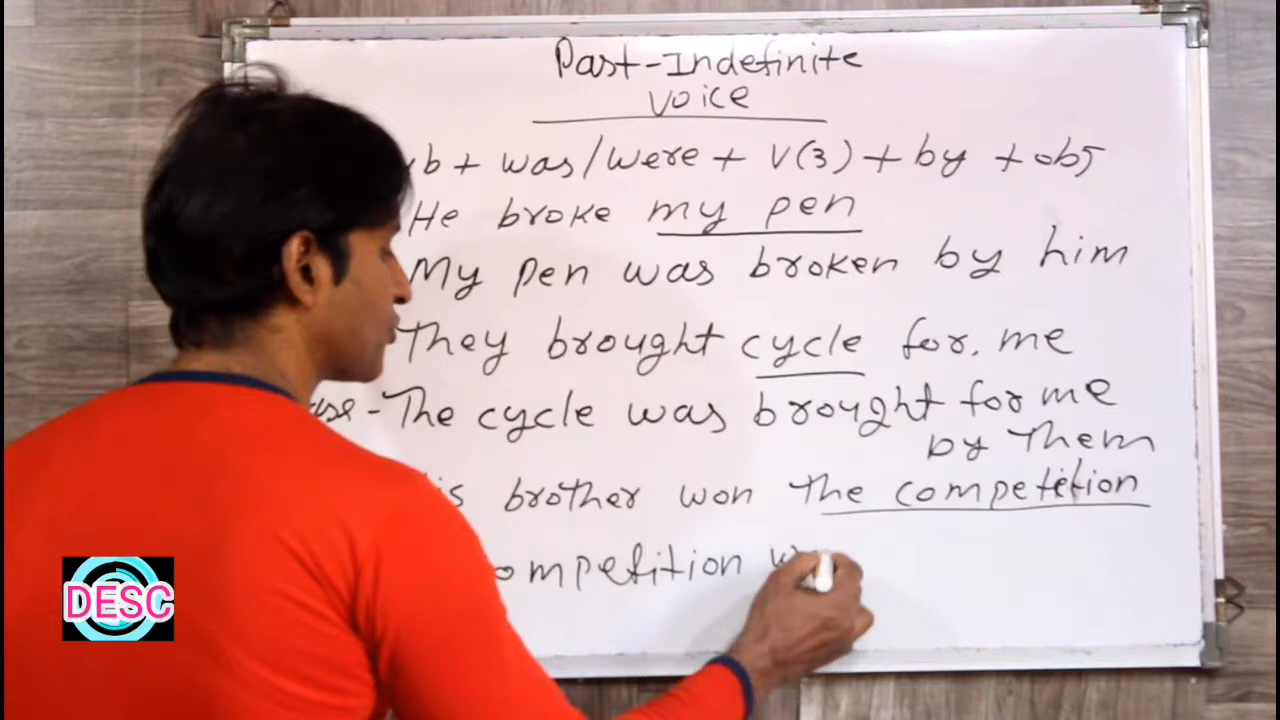 Past-Indefinite
Voice
b + was/were + V(3) + by + obj
He broke my pen
My pen was broken by him
They brought cycle for. me
The cycle was brought for me
by Them
is brother won The competition
ompetition w
DESC